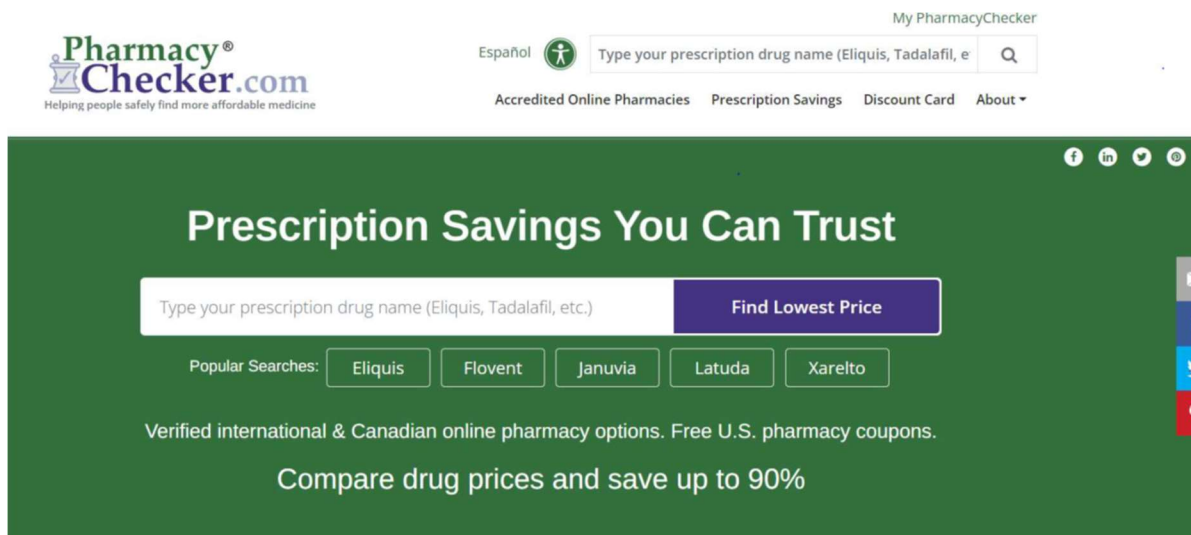 My PharmacyChecker
Pharmacy®
Checker.com
Helping people safely find more affordable medicine
Español
Type your prescription drug name (Eliquis, Tadalafil, e
Accredited Online Pharmacies Prescription Savings Discount Card About
Prescription Savings You Can Trust
Type your prescription drug name (Eliquis, Tadalafil, etc.)
Find Lowest Price
Popular Searches: Eliquis Flovent Januvia Latuda Xarelto
Verified international & Canadian online pharmacy options. Free U.S. pharmacy coupons.
Compare drug prices and save up to 90%